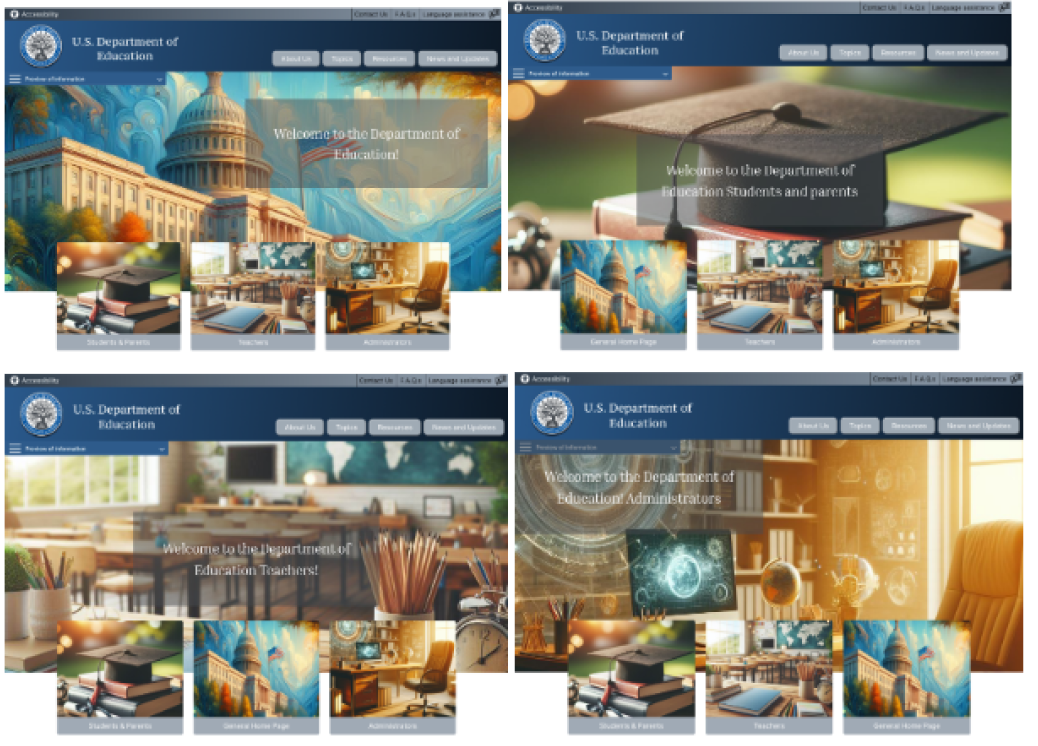 Accessibility
Contact Us F.A.Q.s Language assistance
U.S. Department of
Education
About Us Topics Resources News and Updates
Preview of information
Welcome to the Department of
Education!
Students & Parents Teachers Administrators
Accessibility
Contact Us F.A.Q.s Language assistance
U.S. Department of
Education
About Us Topics Resources News and Updates
Preview of information
Welcome to the Department of
Education Students and parents
General Home Page Teachers Administrators
Accessibility
Contact Us F.A.Q.s Language assistance
U.S. Department of
Education
About Us Topics Resources News and Updates
Preview of information
Welcome to the Department of
Education Teachers!
Students & Parents General Home Page Administrators
Accessibility
Contact Us F.A.Q.s Language assistance
U.S. Department of
Education
About Us Topics Resources News and Updates
Preview of information
Welcome to the Department of
Education! Administrators
Students & Parents Teachers General Home Page